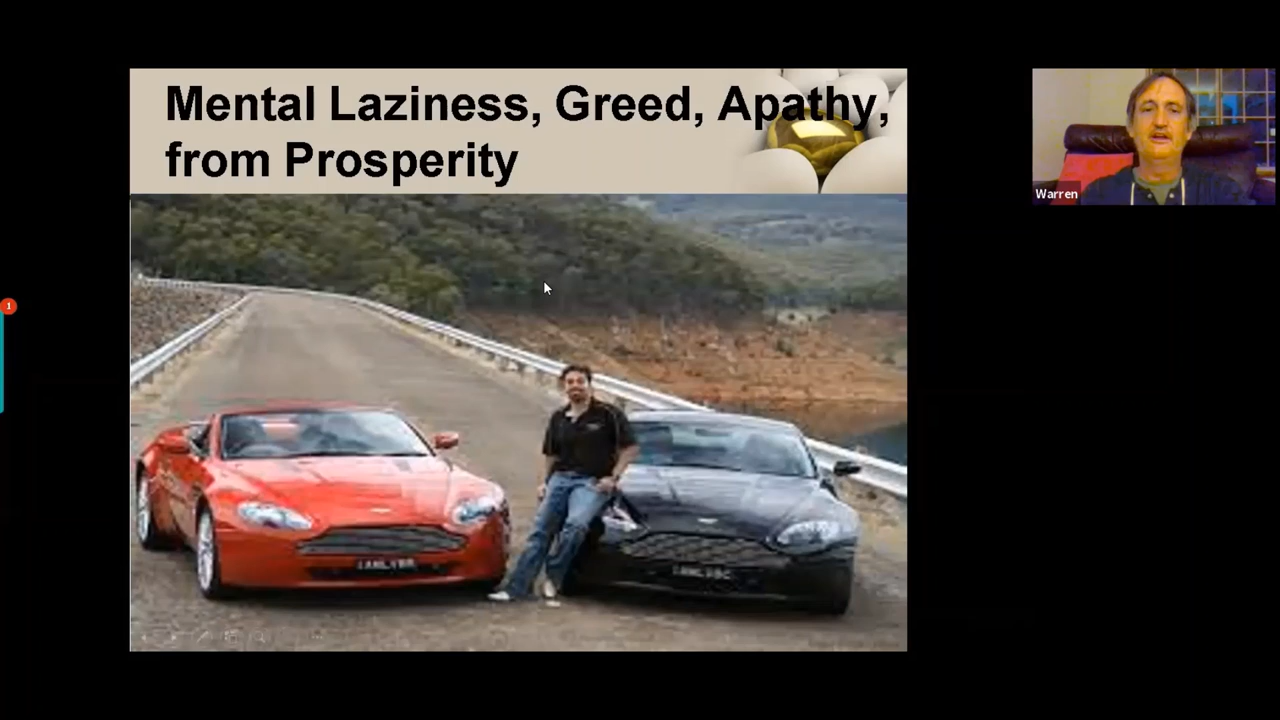 Mental Laziness, Greed, Apathy,
from Prosperity
Warren
1